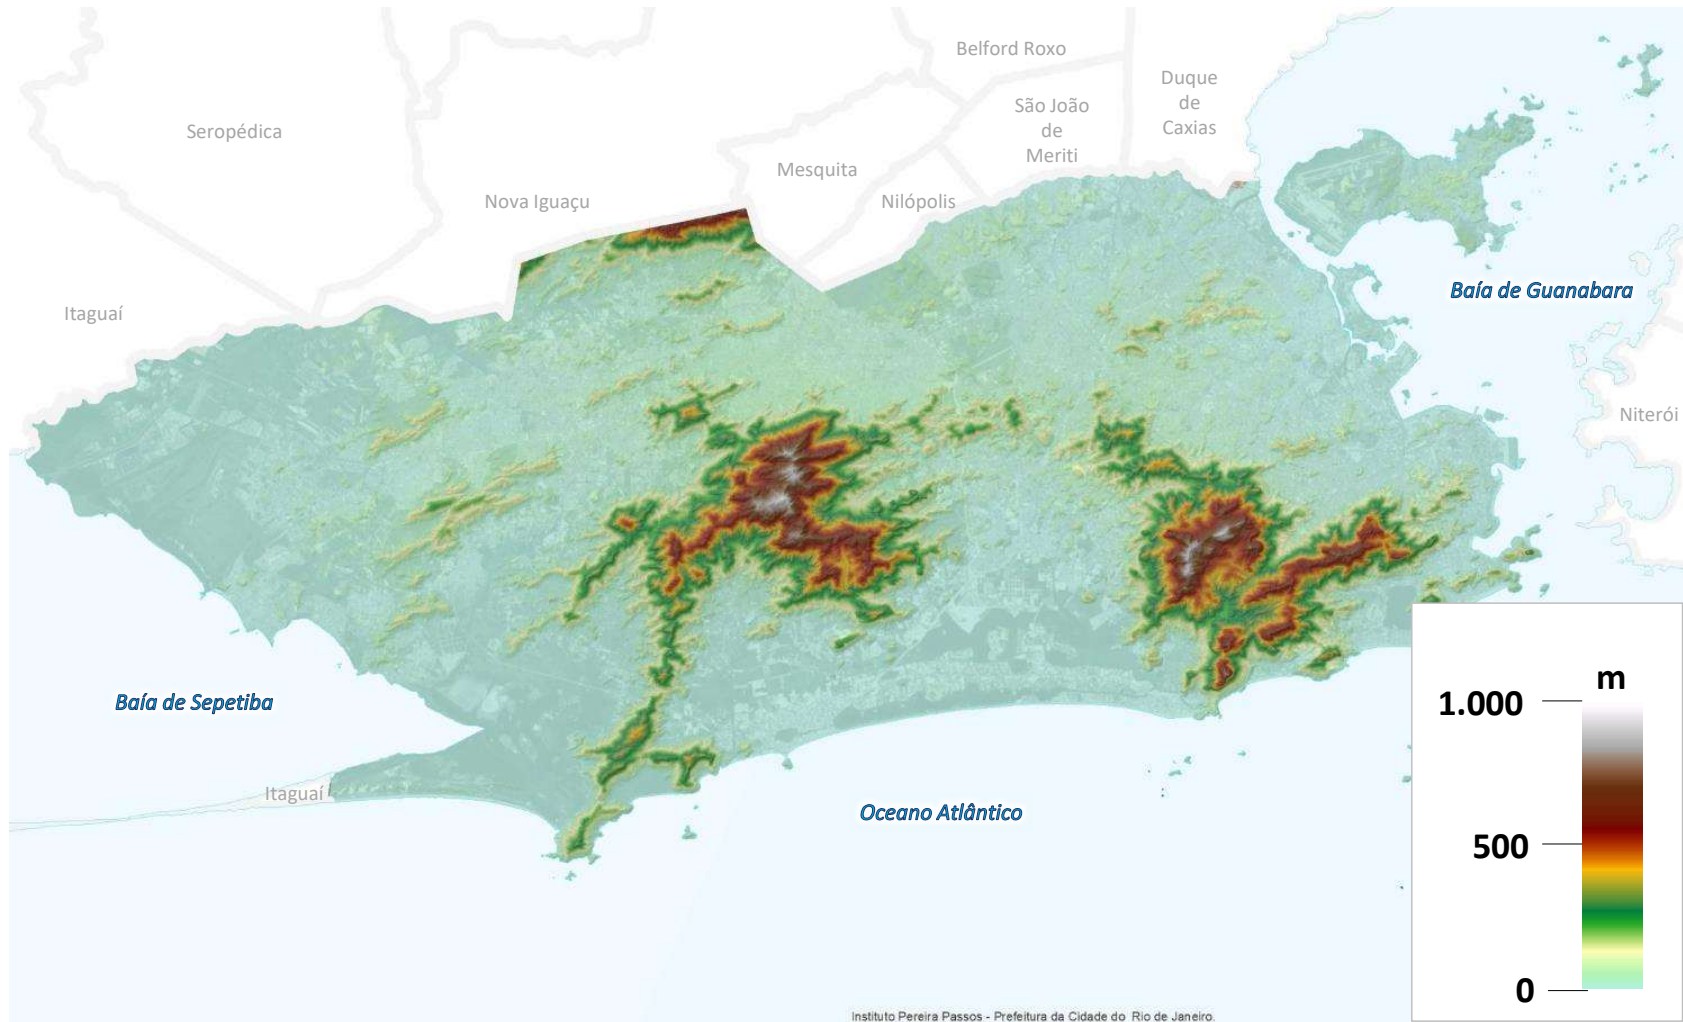 Belford Roxo
Duque
de
Caxias
São João
de
Meriti
Seropédica
Mesquita
Nova Iguaçu
Nilópolis
Baía de Guanabara
Itaguaí
Niterói
Baía de Sepetiba
Itaguaí
Oceano Atlântico
m
1.000
500
0
Instituto Pereira Passos - Prefeitura da Cidade do Rio de Janeiro.